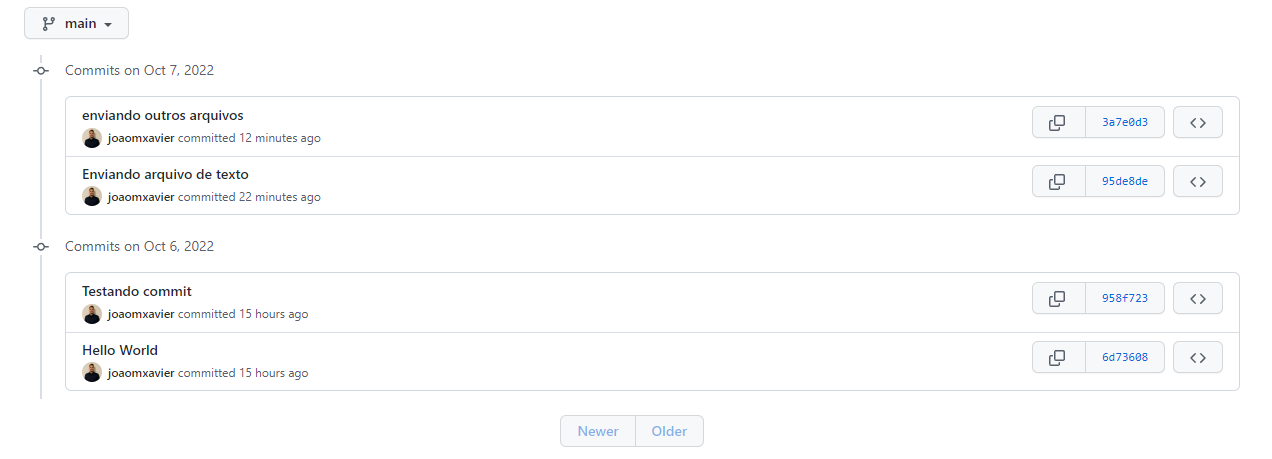 main
Commits on Oct 7, 2022
enviando outros arquivos
joaomxavier committed 12 minutes ago
3a7e0d3
Enviando arquivo de texto
joaomxavier committed 22 minutes ago
95de8de
Commits on Oct 6, 2022
Testando commit
joaomxavier committed 15 hours ago
958f723
Hello World
joaomxavier committed 15 hours ago
6d73608
Newer Older